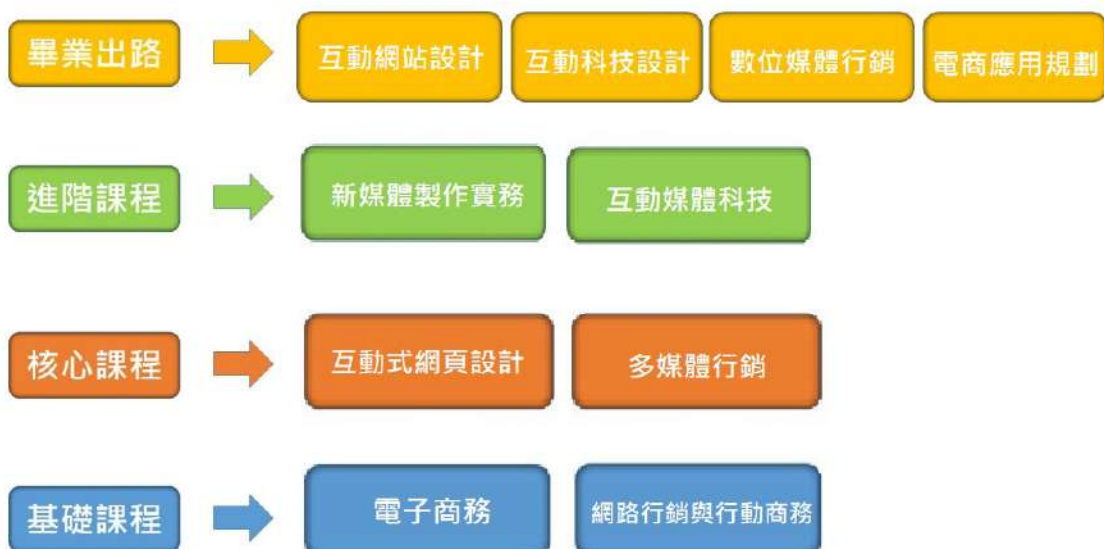 畢業出路
互動網站設計
互動科技設計
數位媒體行銷
電商應用規劃
進階課程
新媒體製作實務
互動媒體科技
核心課程
互動式網頁設計
多媒體行銷
基礎課程
電子商務
網路行銷與行動商務